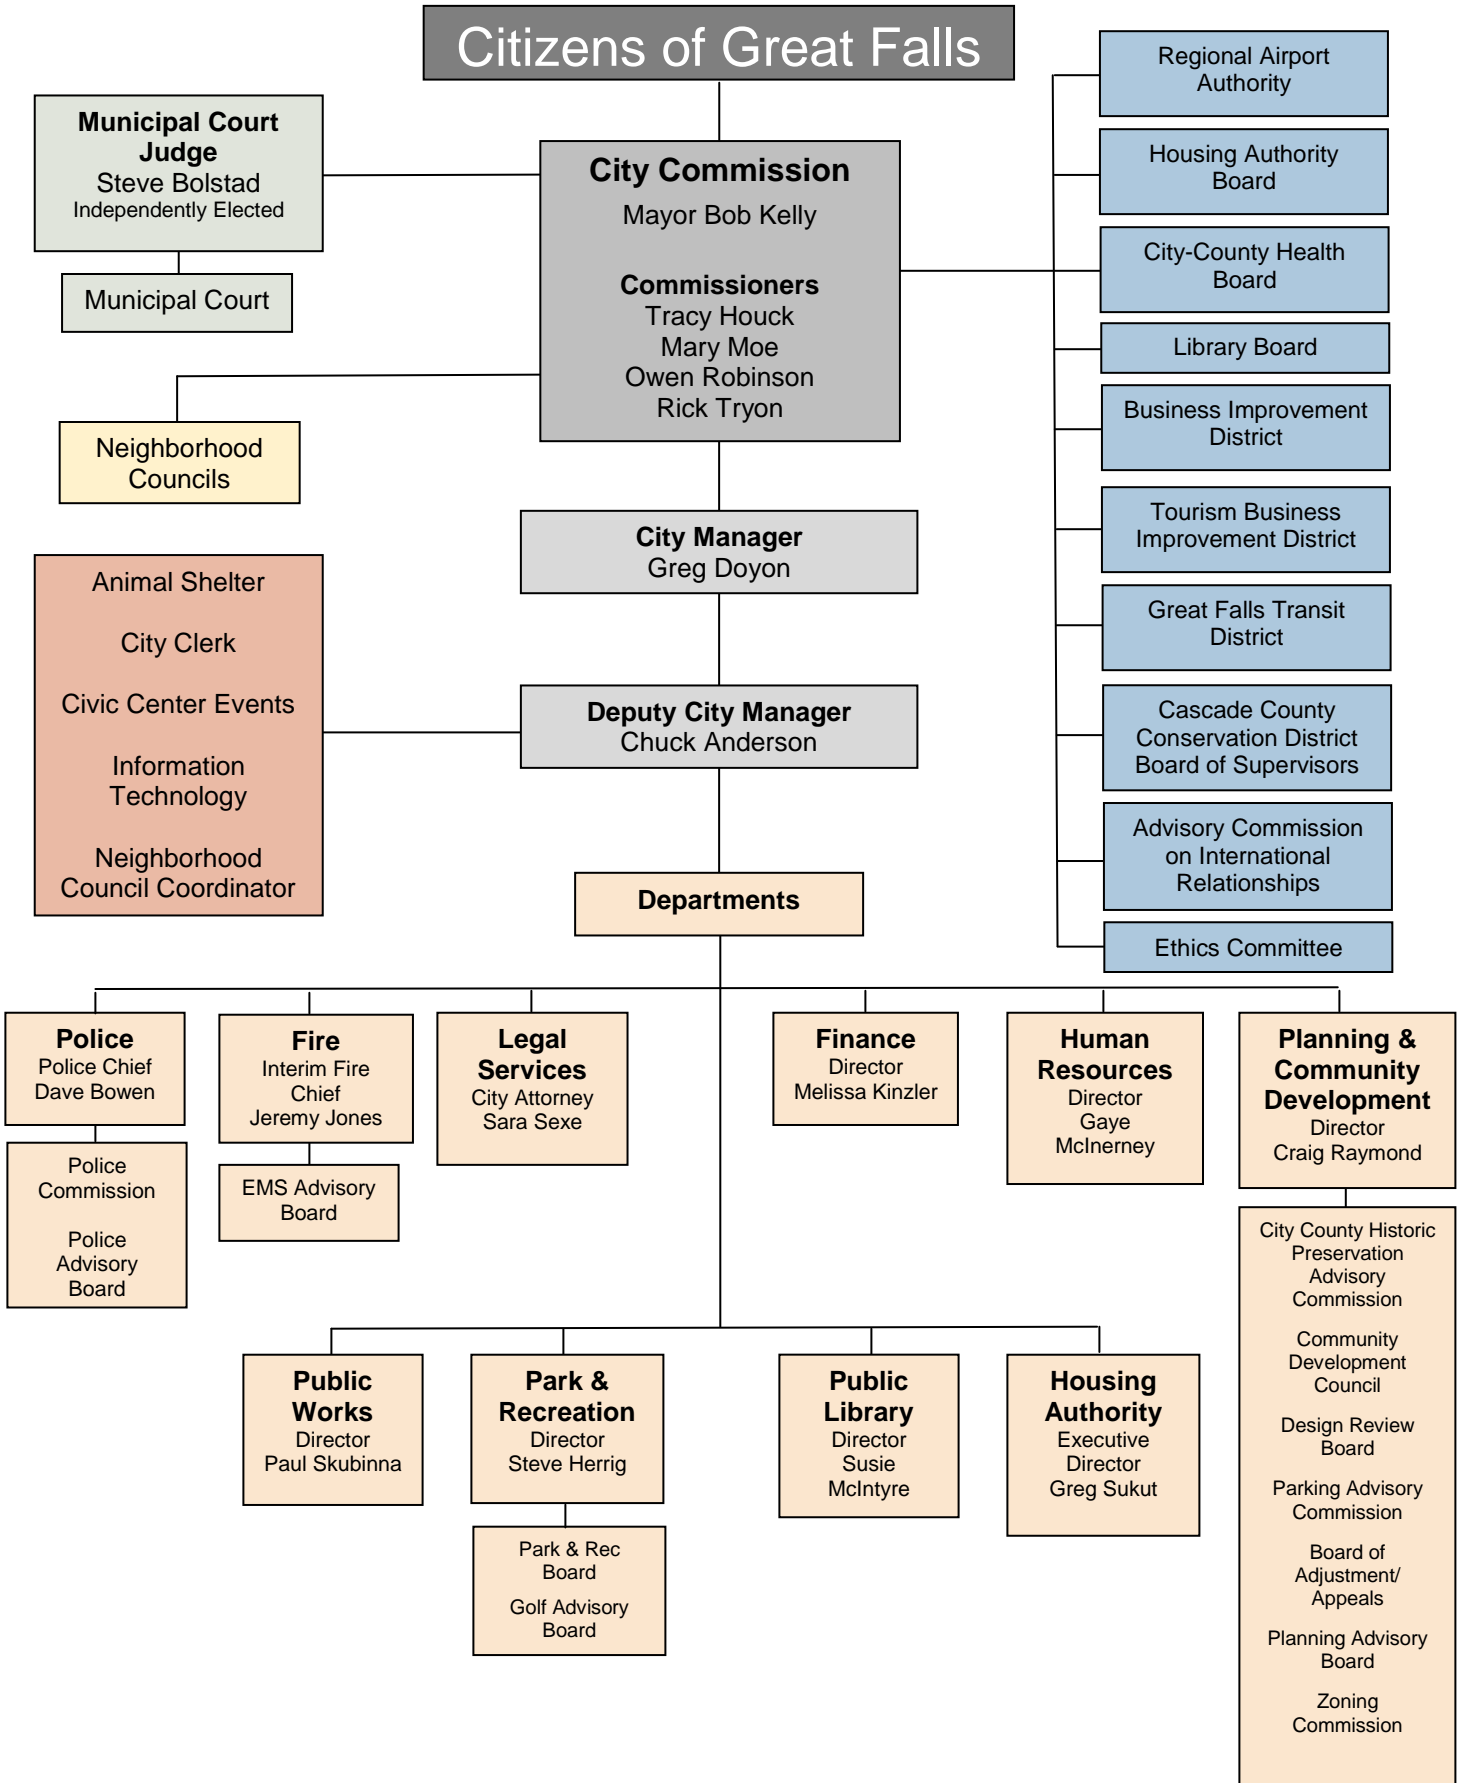 Citizens of Great Falls
Municipal Court
Judge
Steve Bolstad
Independently Elected
Municipal Court
City Commission
Mayor Bob Kelly
Commissioners
Tracy Houck
Mary Moe
Owen Robinson
Rick Tryon
Neighborhood
Councils
Regional Airport
Authority
Housing Authority
Board
City-County Health
Board
Library Board
Business Improvement
District
Tourism Business
Improvement District
Great Falls Transit
District
Cascade County
Conservation District
Board of Supervisors
Advisory Commission
on International
Relationships
Ethics Committee
City Manager
Greg Doyon
Animal Shelter
City Clerk
Civic Center Events
Information
Technology
Neighborhood
Council Coordinator
Deputy City Manager
Chuck Anderson
Departments
Police
Police Chief
Dave Bowen
Police
Commission
Police
Advisory
Board
Fire
Interim Fire
Chief
Jeremy Jones
EMS Advisory
Board
Legal
Services
City Attorney
Sara Sexe
Finance
Director
Melissa Kinzler
Human
Resources
Director
Gaye
McInerney
Planning &
Community
Development
Director
Craig Raymond
City County Historic
Preservation
Advisory
Commission
Community
Development
Council
Design Review
Board
Parking Advisory
Commission
Board of
Adjustment/
Appeals
Planning Advisory
Board
Zoning
Commission
Public
Works
Director
Paul Skubinna
Park &
Recreation
Director
Steve Herrig
Park & Rec
Board
Golf Advisory
Board
Public
Library
Director
Susie
McIntyre
Housing
Authority
Executive
Director
Greg Sukut